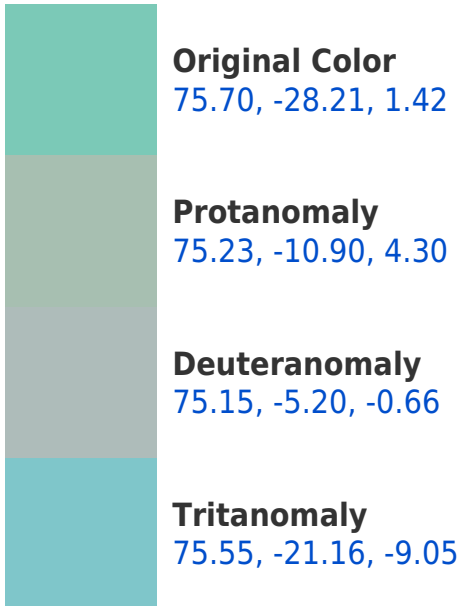 Original Color
75.70, -28.21, 1.42
Protanomaly
75.23, -10.90, 4.30
Deuteranomaly
75.15, -5.20, -0.66
Tritanomaly
75.55, -21.16, -9.05